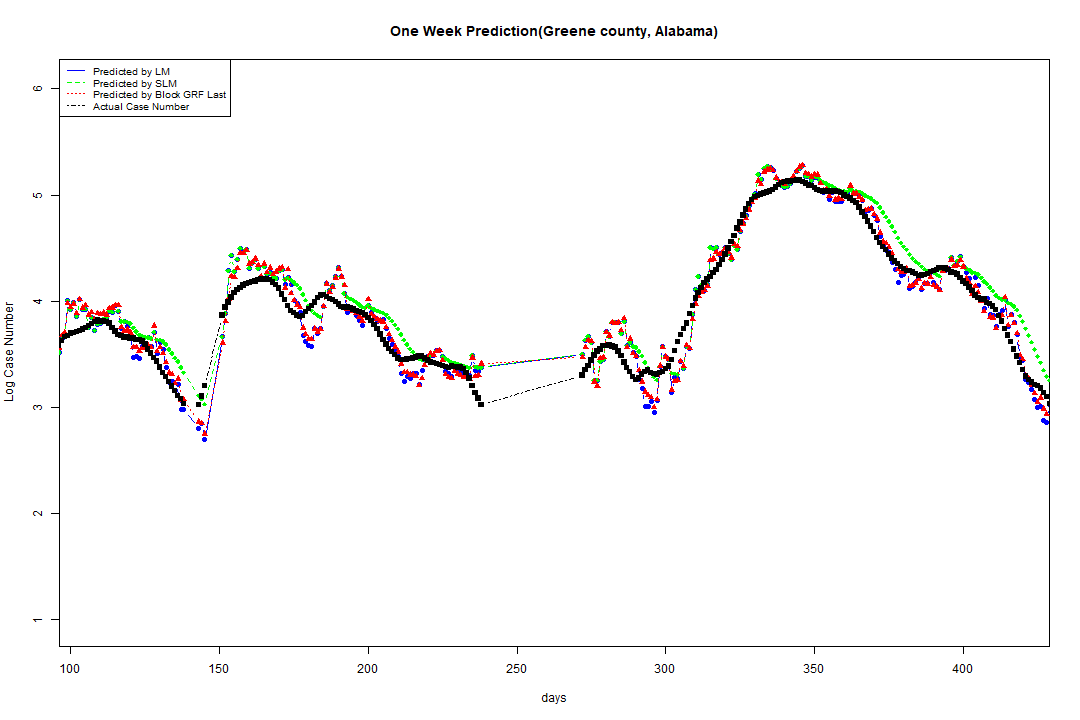 One Week Prediction(Greene county, Alabama)
Predicted by LM
Predicted by SLM
Predicted by Block GRF Last
Actual Case Number
Log Case Number
6
5
4
3
2
1
100 150 200 250 300 350 400
days